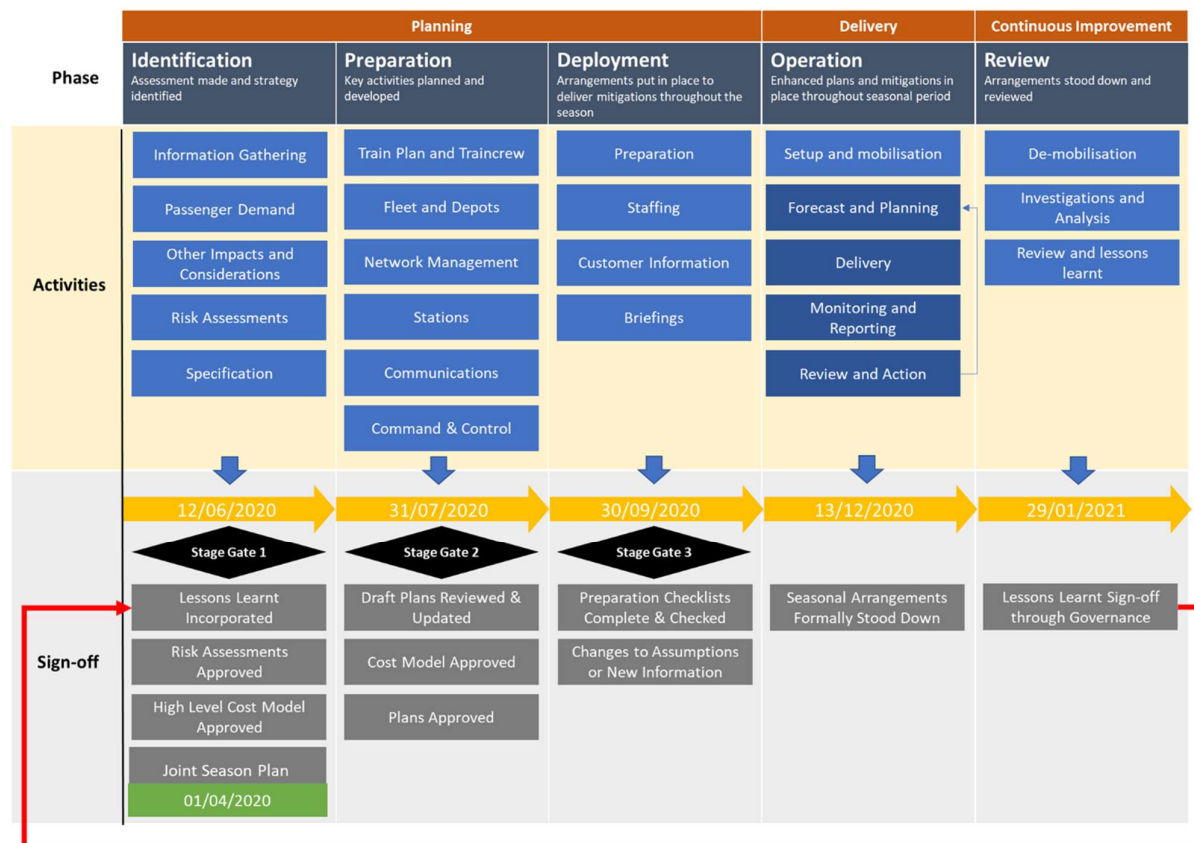 Planning
Delivery
Continuous Improvement
Phase
Identification
Assessment made and strategy
identified
Preparation
Key activities planned and
developed
Deployment
Arrangements put in place to
deliver mitigations throughout the
season
Operation
Enhanced plans and mitigations in
place throughout seasonal period
Review
Arrangements stood down and
reviewed
Activities
Information Gathering
Passenger Demand
Other Impacts and
Considerations
Risk Assessments
Specification
Train Plan and Traincrew
Fleet and Depots
Network Management
Stations
Communications
Command & Control
Preparation
Staffing
Customer Information
Briefings
Setup and mobilisation
Forecast and Planning
Delivery
Monitoring and
Reporting
Review and Action
De-mobilisation
Investigations and
Analysis
Review and lessons
learnt
Sign-off
12/06/2020
Stage Gate 1
Lessons Learnt
Incorporated
Risk Assessments
Approved
High Level Cost Model
Approved
Joint Season Plan
01/04/2020
31/07/2020
Stage Gate 2
Draft Plans Reviewed &
Updated
Cost Model Approved
Plans Approved
30/09/2020
Stage Gate 3
Preparation Checklists
Complete & Checked
Changes to Assumptions
or New Information
13/12/2020
Seasonal Arrangements
Formally Stood Down
29/01/2021
Lessons Learnt Sign-off
through Governance